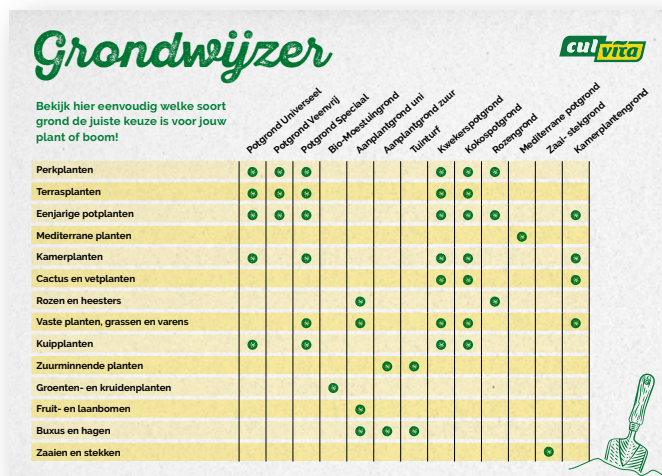 Grondwijzer
cul vita
Bekijk hier eenvoudig welke soort
grond de juiste keuze is voor jouw
plant of boom!
Potgrond Universeel
Potgrond Veenvrij
Potgrond Speciaal
Bio-Moestuingrond
Aanplantgrond uni
Aanplantgrond zuur
Tuinturf
Kwekerspotgrond
Kokospotgrond
Rozengrond
Mediterrane potgrond
Zaai- stekgrond
Kamerplantengrond
Perkplanten
Terrasplanten
Eenjarige potplanten
Mediterrane planten
Kamerplanten
Cactus en vetplanten
Rozen en heesters
Vaste planten, grassen en varens
Kuipplanten
Zuurminnende planten
Groenten- en kruidenplanten
Fruit- en laanbomen
Buxus en hagen
Zaaien en stekken